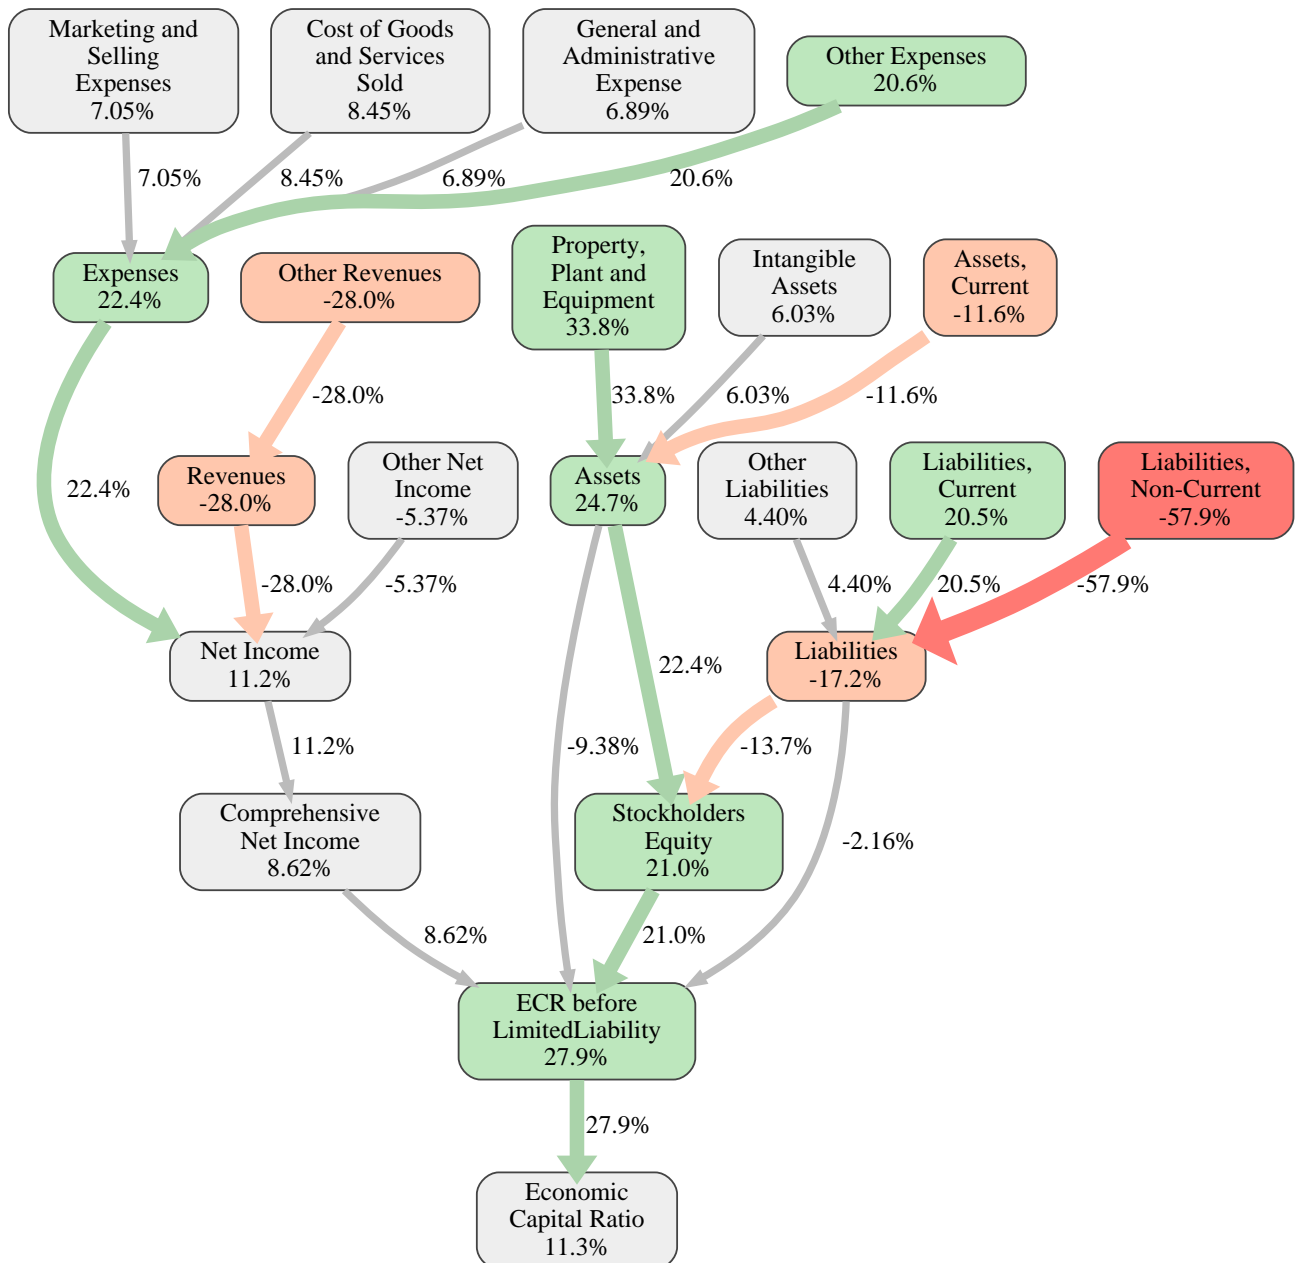 Marketing and
Selling
Expenses
7.05%
Cost of Goods
and Services
Sold
8.45%
General and
Administrative
Expense
6.89%
Other Expenses
20.6%
7.05%
8.45%
6.89%
20.6%
Expenses
22.4%
Other Revenues
-28.0%
Property,
Plant and
Equipment
33.8%
Intangible
Assets
6.03%
Assets,
Current
-11.6%
22.4%
-28.0%
33.8%
6.03%
-11.6%
Revenues
-28.0%
Other Net
Income
-5.37%
Assets
24.7%
Other
Liabilities
4.40%
Liabilities,
Current
20.5%
Liabilities,
Non-Current
-57.9%
-28.0%
-5.37%
4.40%
20.5%
-57.9%
Net Income
11.2%
22.4%
Liabilities
-17.2%
11.2%
-9.38%
-13.7%
-2.16%
Comprehensive
Net Income
8.62%
Stockholders
Equity
21.0%
8.62%
21.0%
ECR before
LimitedLiability
27.9%
27.9%
Economic
Capital Ratio
11.3%